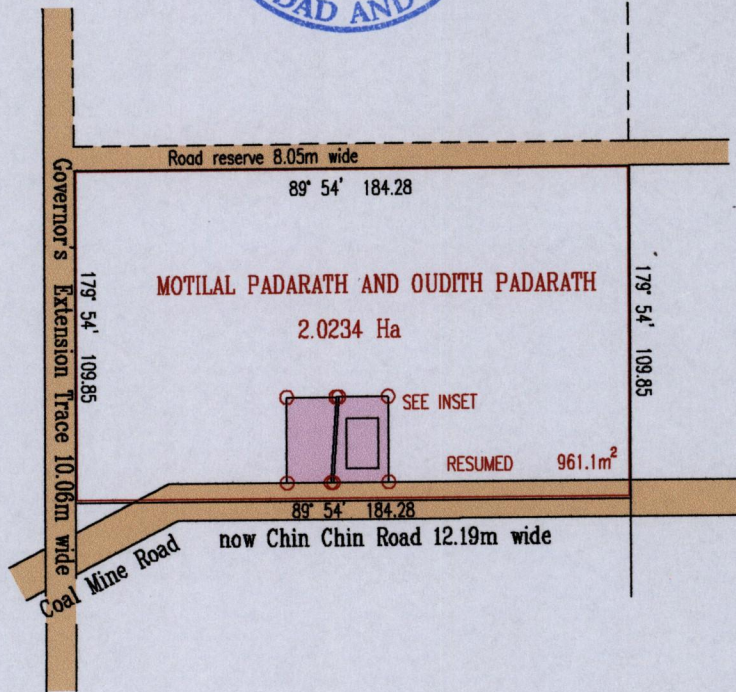 DAD AND
Road reserve 8.05m wide
89° 54' 184.28
Governor's Extension Trace 10.06m wide
179° 54' 109.85
MOTILAL PADARATH AND OUDITH PADARATH
2.0234 Ha
179° 54' 109.85
SEE INSET
RESUMED 961.1m²
89° 54' 184.28
now Chin Chin Road 12.19m wide
Coal Mine Road